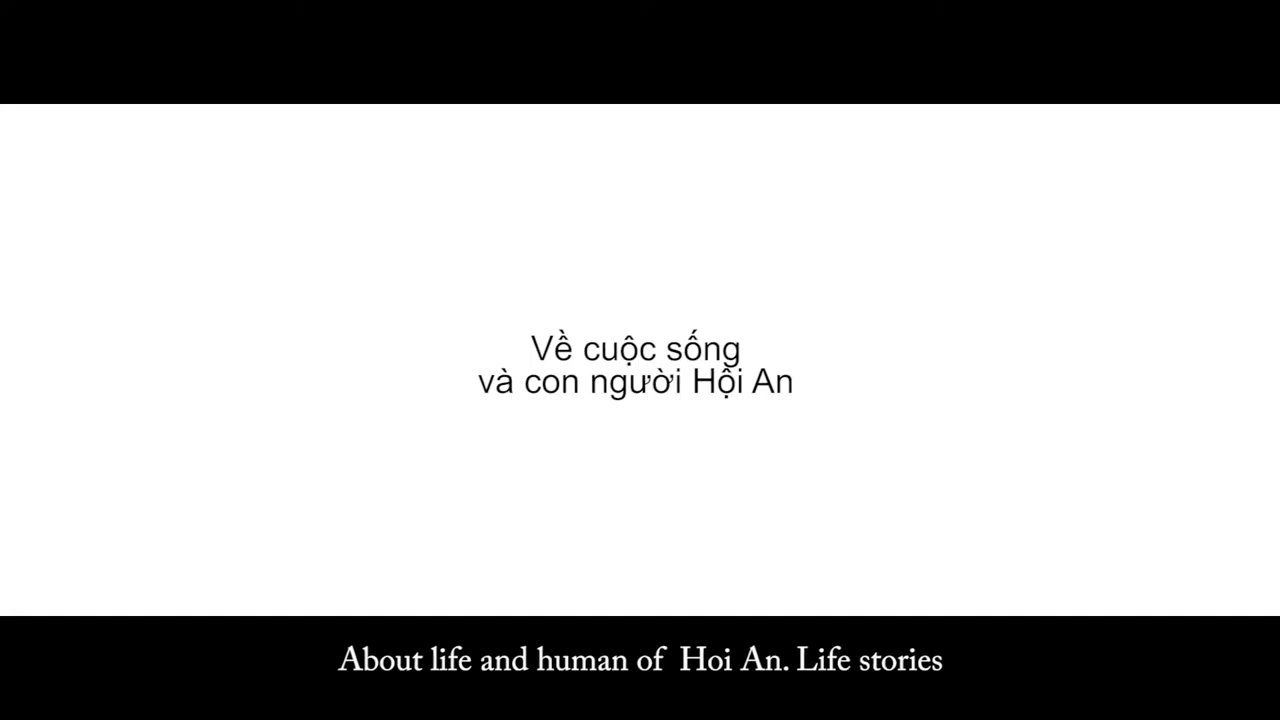 Về cuộc sống
và con người Hội An
About life and human of Hoi An. Life stories